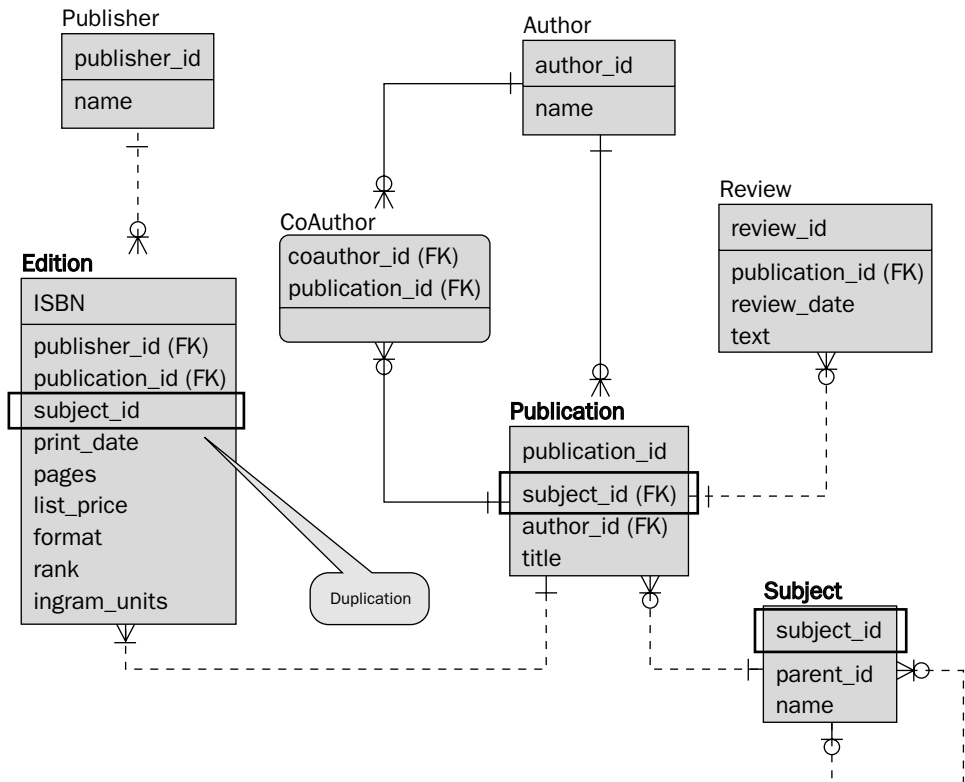 Publisher
publisher_id
name
Author
author_id
name
CoAuthor
coauthor_id (FK)
publication_id (FK)
Review
review_id
publication_id (FK)
review_date
text
Edition
ISBN
publisher_id (FK)
publication_id (FK)
subject_id
print_date
pages
list_price
format
rank
ingram_units
Duplication
Publication
publication_id
subject_id (FK)
author_id (FK)
title
Subject
subject_id
parent_id
name